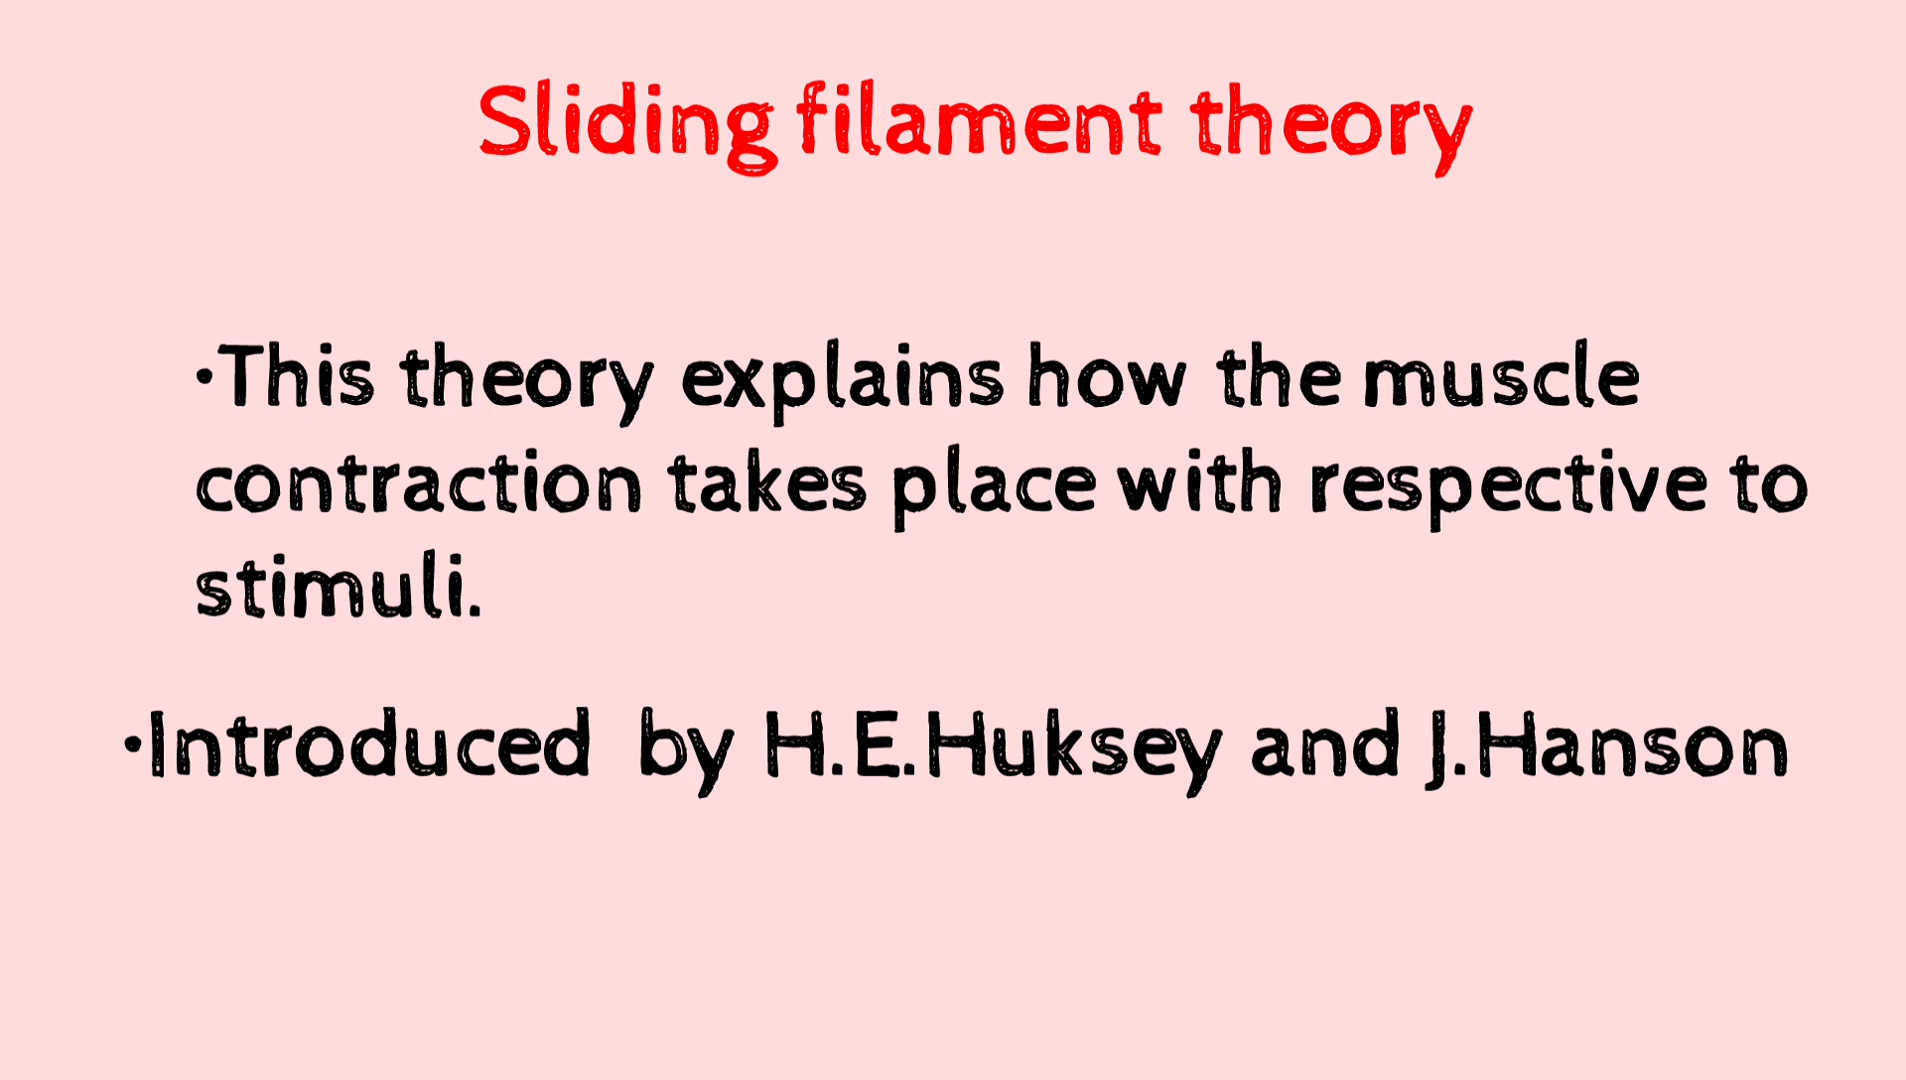 Sliding filament theory
•This theory explains how the muscle
contraction takes place with respective to
stimuli.
•Introduced by H.E.Huksey and J.Hanson